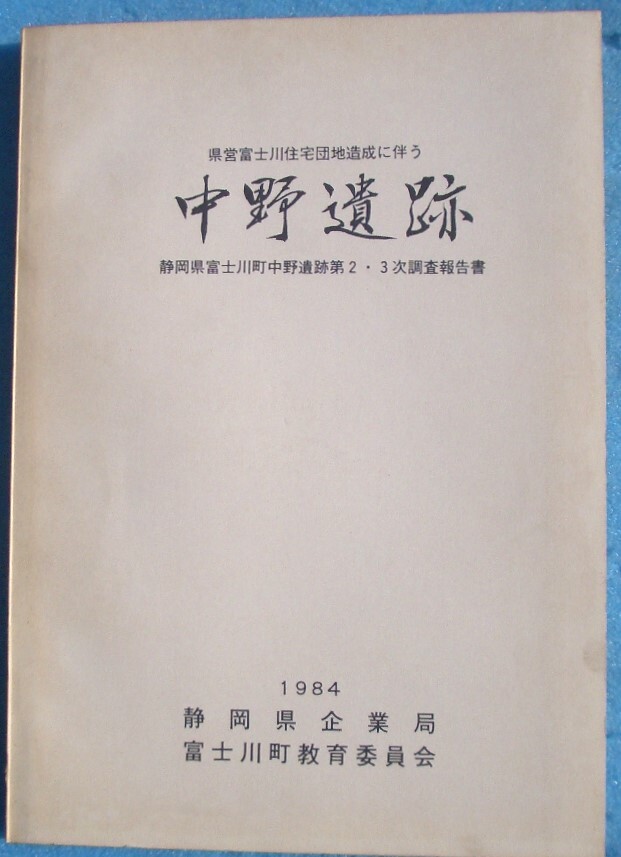 県営富士川住宅団地造成に伴う
中野遺跡
静岡県富士川町中野遺跡第2・3次調査報告書
1984
静岡県企業局
富士川町教育委員会